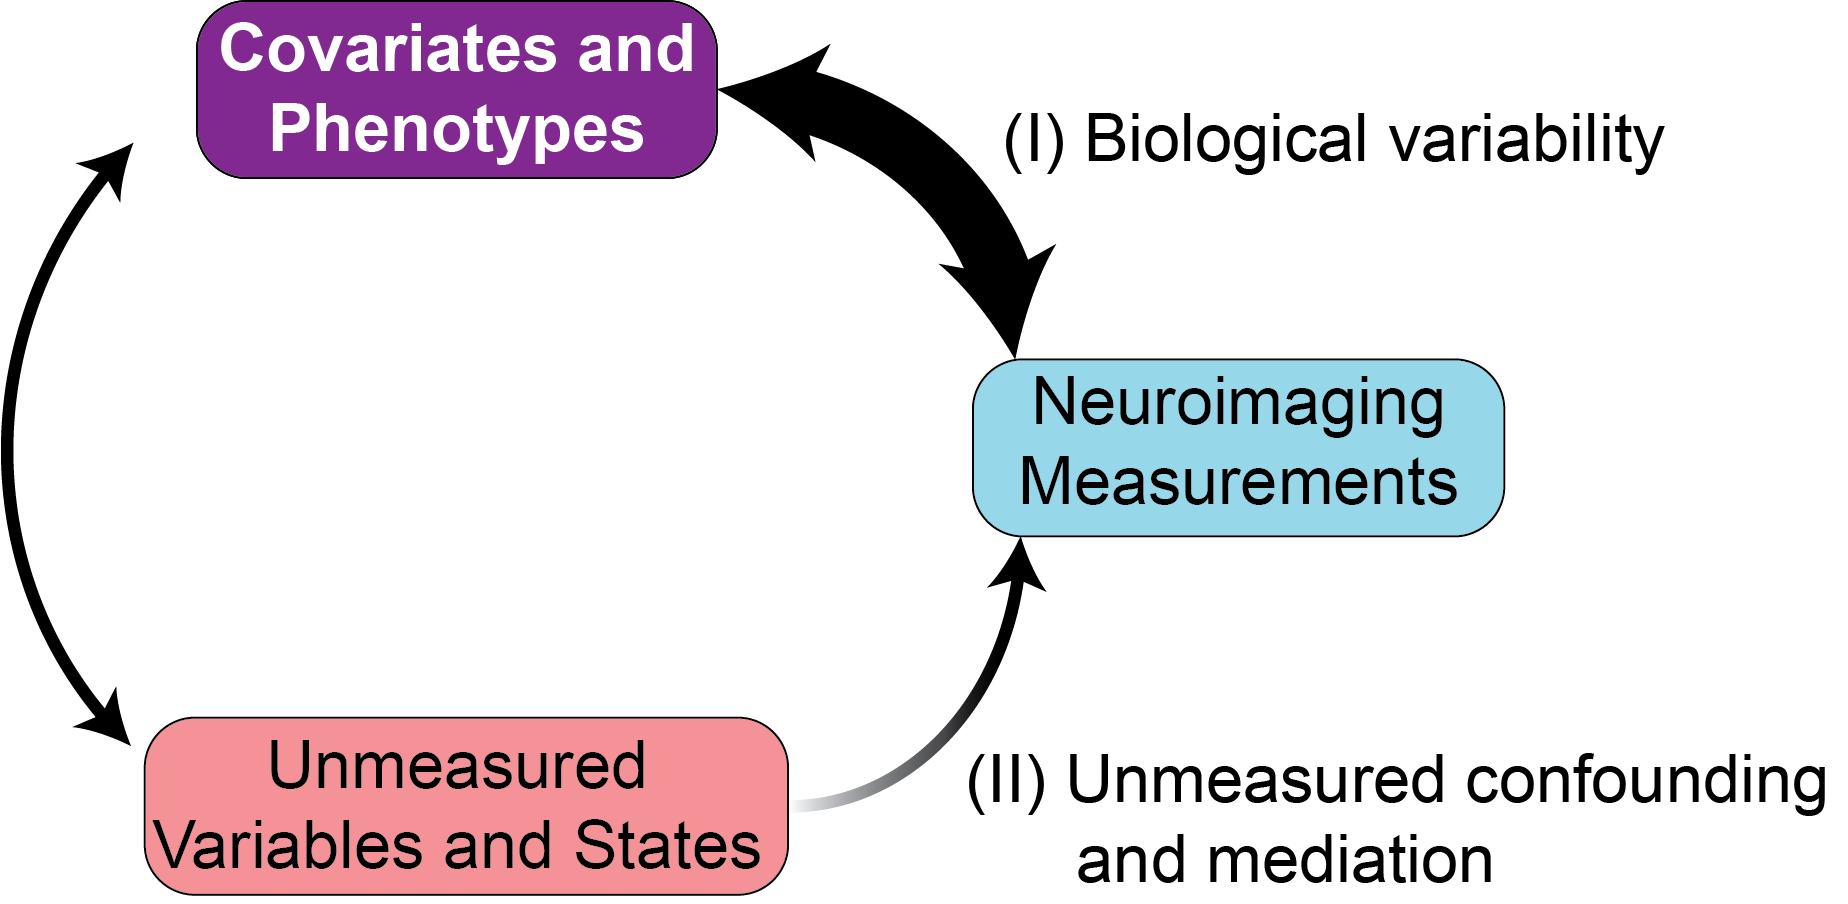 Covariates and
Phenotypes
(I) Biological variability
Neuroimaging
Measurements
Unmeasured
Variables and States
(II) Unmeasured confounding
and mediation